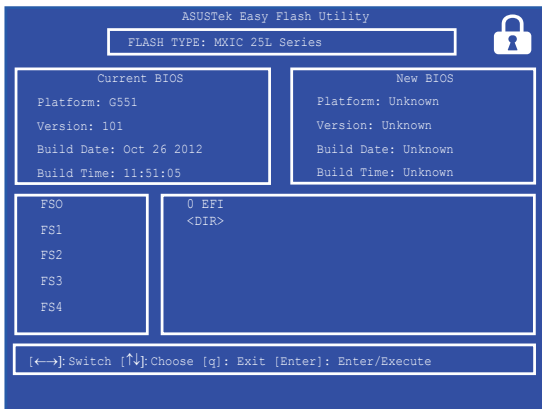 ASUSTek Easy Flash Utility
FLASH TYPE: MXIC 25L Series
Current BIOS
Platform: G551
Version: 101
Build Date: Oct 26 2012
Build Time: 11:51:05
New BIOS
Platform: Unknown
Version: Unknown
Build Date: Unknown
Build Time: Unknown
FSO
FS1
FS2
FS3
FS4
0 EFI
<DIR>
[←→]: Switch [↑↓]: Choose [q]: Exit [Enter]: Enter/Execute